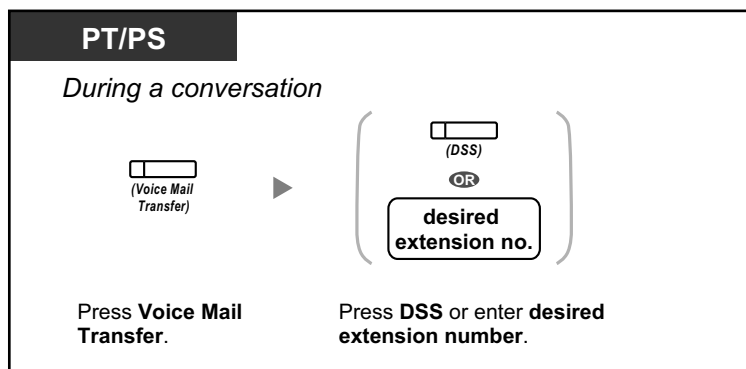 PT/PS
During a conversation
(Voice Mail
Transfer)
(DSS)
OR
desired
extension no.
Press Voice Mail
Transfer.
Press DSS or enter desired
extension number.